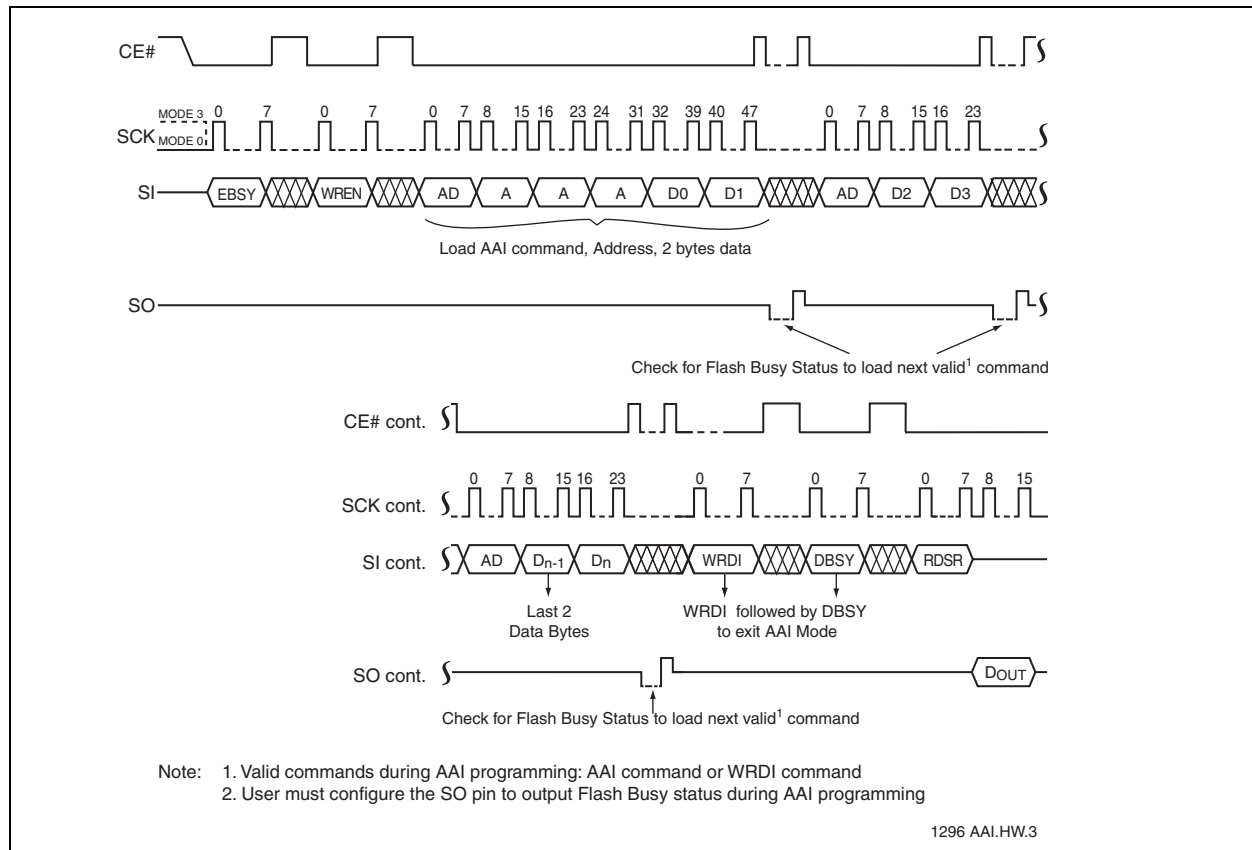 CE#
MODE 3
0 7 0 7 0 7 8 15 16 23 24 31 32 39 40 47 0 7 8 15 16 23
SCK
MODE 0
SI
EBSY WREN AD A A A D0 D1 AD D2 D3
Load AAI command, Address, 2 bytes data
SO
Check for Flash Busy Status to load next valid1 command
CE# cont.
0 7 8 15 16 23 0 7 0 7 0 7 8 15
SCK cont.
SI cont.
AD Dn-1 Dn WRDI DBSY RDSR
Last 2
Data Bytes
WRDI followed by DBSY
to exit AAI Mode
SO cont.
DOUT
Check for Flash Busy Status to load next valid1 command
Note: 1. Valid commands during AAI programming: AAI command or WRDI command
2. User must configure the SO pin to output Flash Busy status during AAI programming
1296 AAI.HW.3